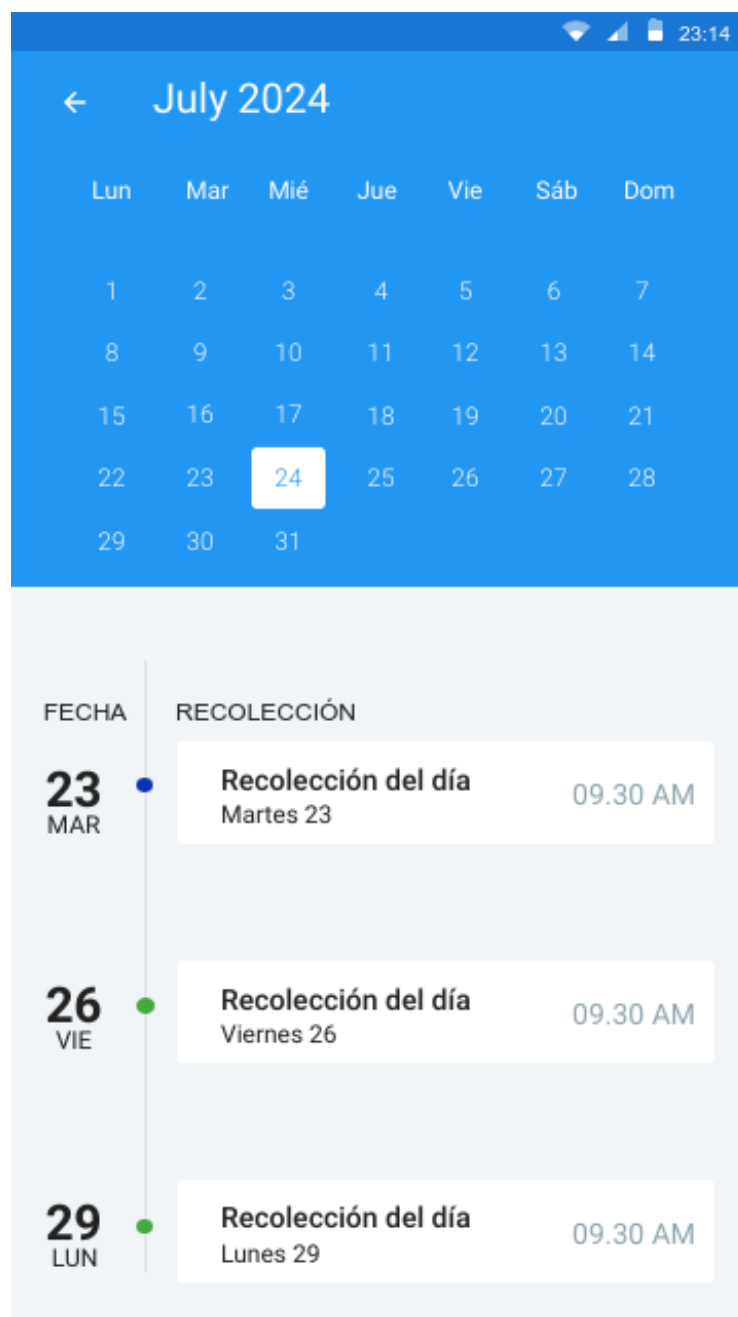 23:14
July 2024
Lun Mar Mié Jue Vie Sáb Dom
1 2 3 4 5 6 7
8 9 10 11 12 13 14
15 16 17 18 19 20 21
22 23 24 25 26 27 28
29 30 31
FECHA RECOLECCIÓN
23 Recolección del día 09.30 AM
MAR Martes 23
26 Recolección del día 09.30 AM
VIE Viernes 26
29 Recolección del día 09.30 AM
LUN Lunes 29